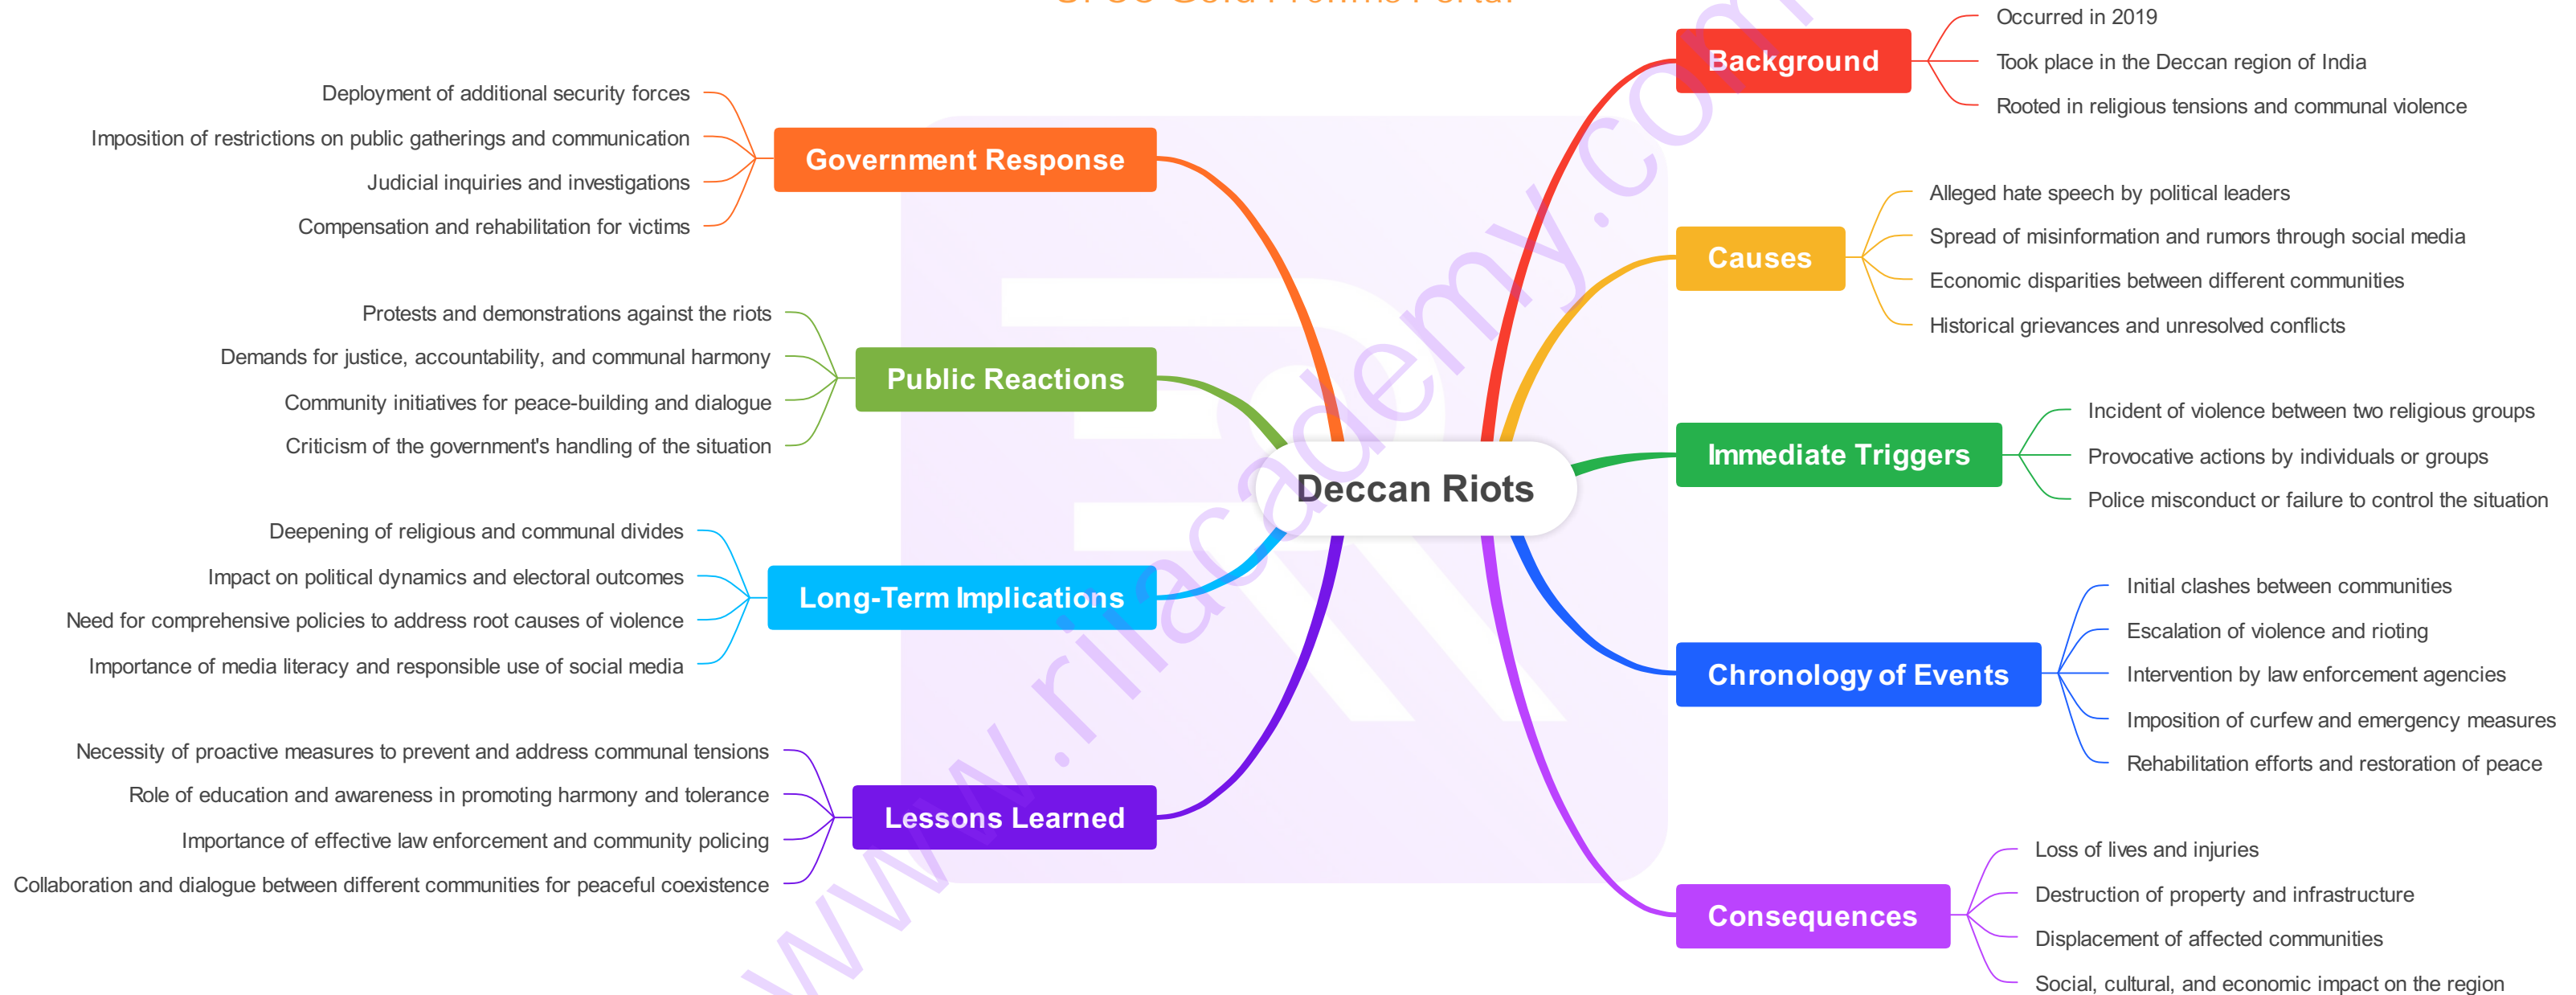 Deccan Riots
Background
Occurred in 2019
Took place in the Deccan region of India
Rooted in religious tensions and communal violence
Causes
Alleged hate speech by political leaders
Spread of misinformation and rumors through social media
Economic disparities between different communities
Historical grievances and unresolved conflicts
Immediate Triggers
Incident of violence between two religious groups
Provocative actions by individuals or groups
Police misconduct or failure to control the situation
Chronology of Events
Initial clashes between communities
Escalation of violence and rioting
Intervention by law enforcement agencies
Imposition of curfew and emergency measures
Rehabilitation efforts and restoration of peace
Consequences
Loss of lives and injuries
Destruction of property and infrastructure
Displacement of affected communities
Social, cultural, and economic impact on the region
Government Response
Deployment of additional security forces
Imposition of restrictions on public gatherings and communication
Judicial inquiries and investigations
Compensation and rehabilitation for victims
Public Reactions
Protests and demonstrations against the riots
Demands for justice, accountability, and communal harmony
Community initiatives for peace-building and dialogue
Criticism of the government's handling of the situation
Long-Term Implications
Deepening of religious and communal divides
Impact on political dynamics and electoral outcomes
Need for comprehensive policies to address root causes of violence
Importance of media literacy and responsible use of social media
Lessons Learned
Necessity of proactive measures to prevent and address communal tensions
Role of education and awareness in promoting harmony and tolerance
Importance of effective law enforcement and community policing
Collaboration and dialogue between different communities for peaceful coexistence
www.rilacademy.com